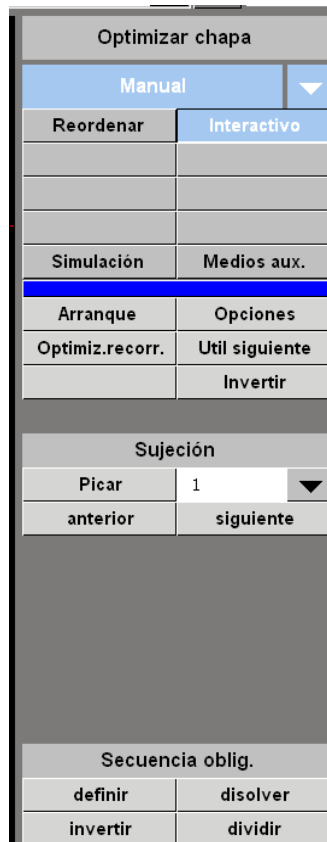 Optimizar chapa
Manual
Reordenar Interactivo
Simulación Medios aux.
Arranque Opciones
Optimiz.recorr. Util siguiente
Invertir
Sujeción
Picar 1
anterior siguiente
Secuencia oblig.
definir disolver
invertir dividir